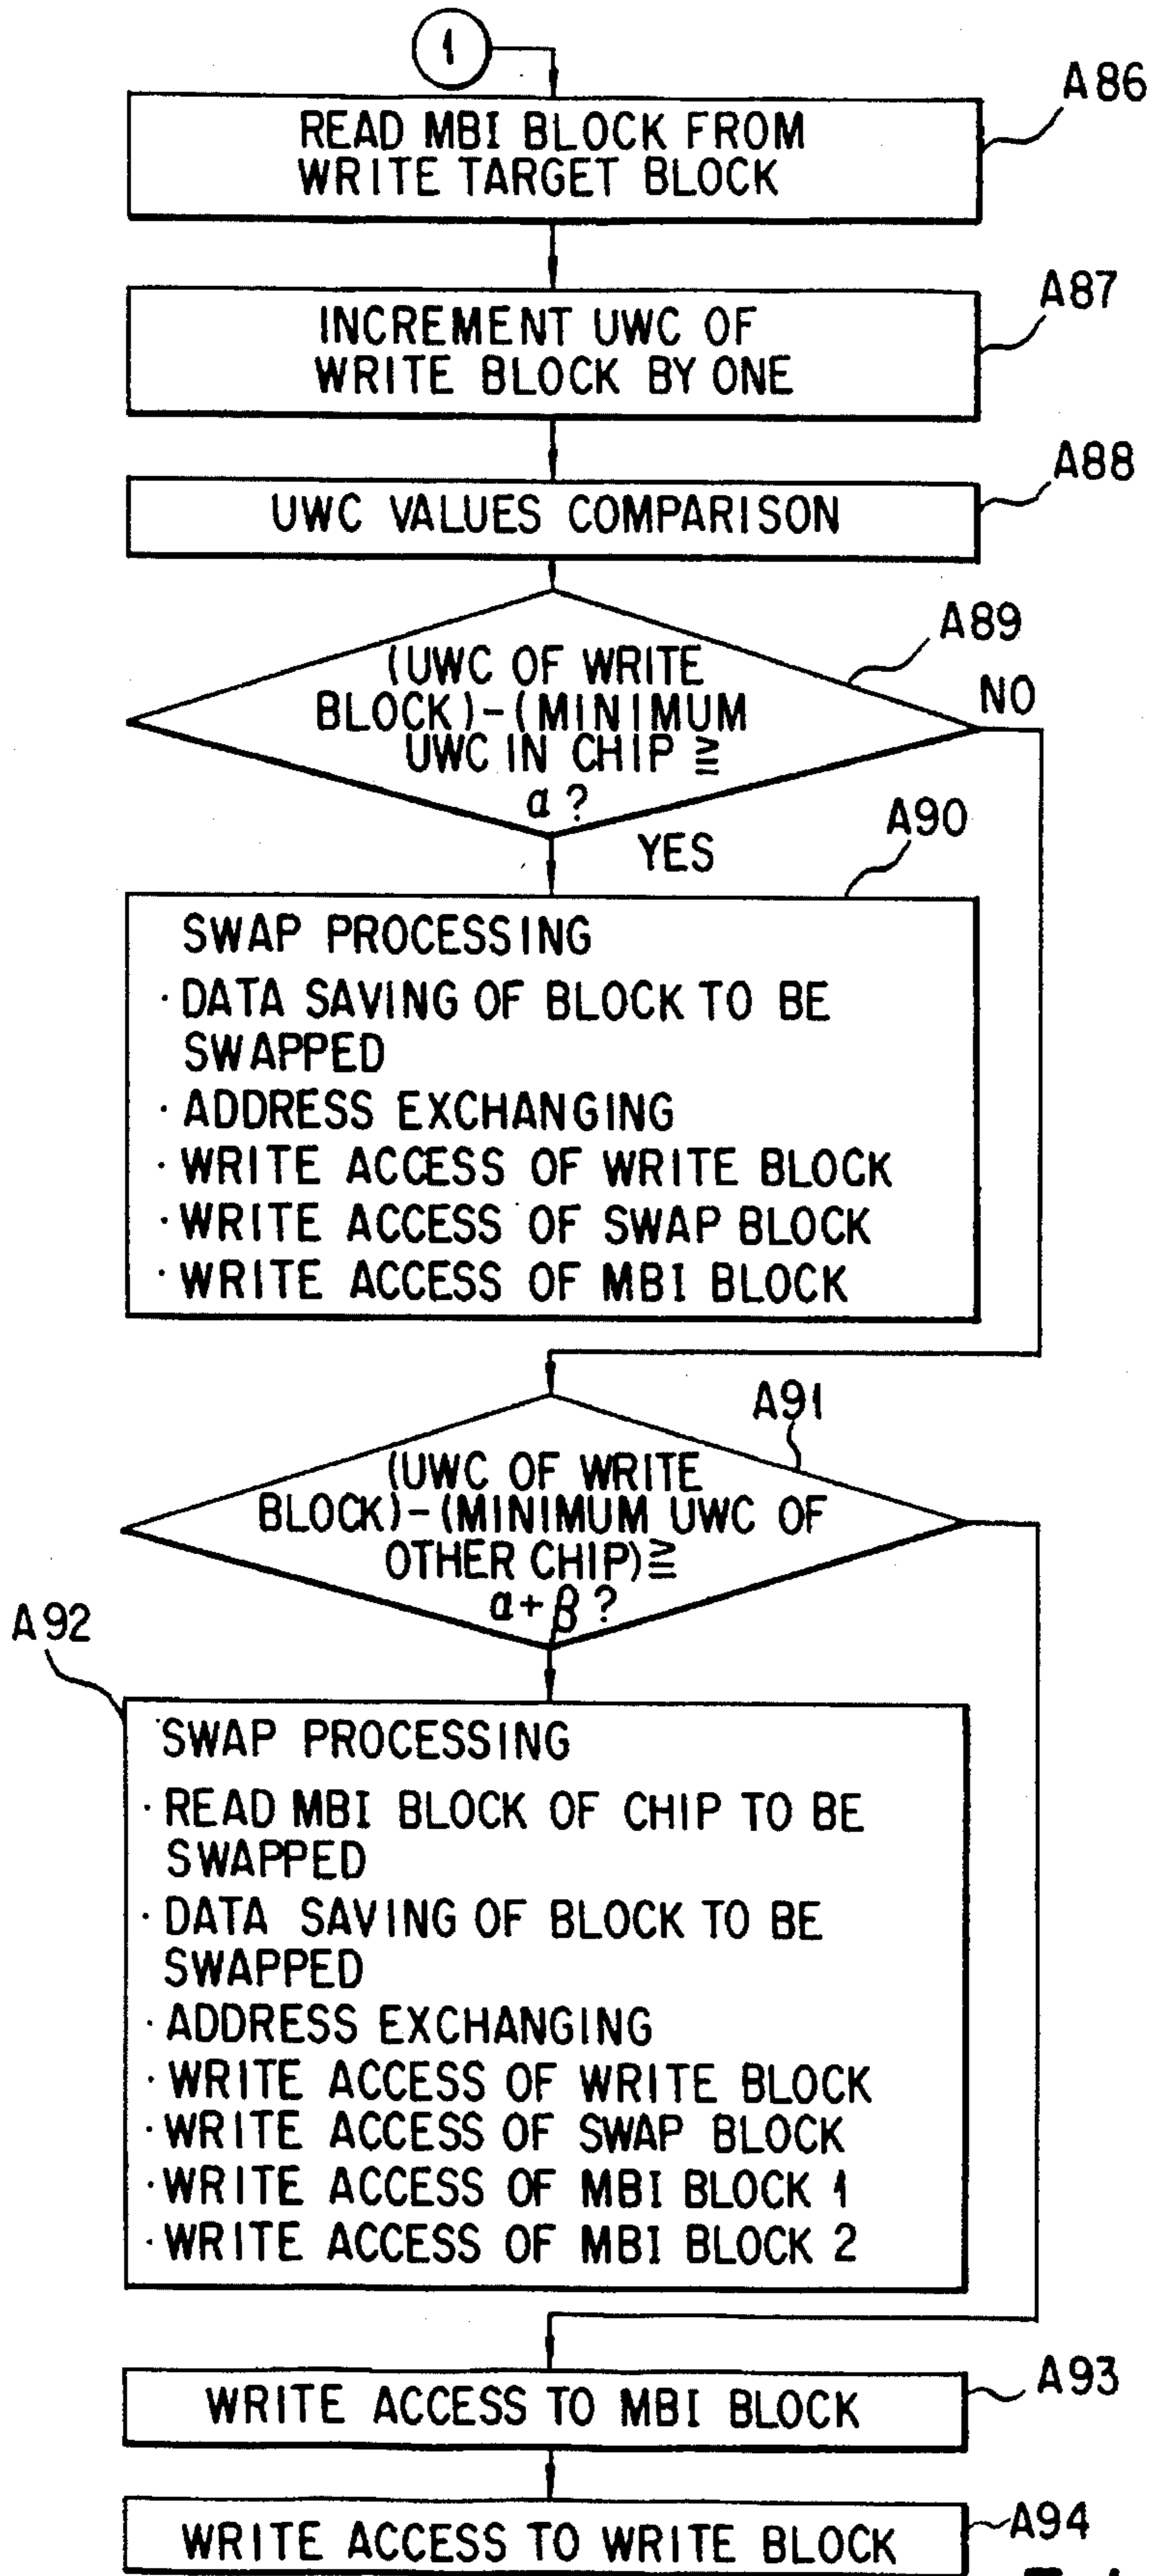 1
A86
READ MBI BLOCK FROM
WRITE TARGET BLOCK
A87
INCREMENT UWC OF
WRITE BLOCK BY ONE
A88
UWC VALUES COMPARISON
A89
(UWC OF WRITE
BLOCK)-(MINIMUM
UWC IN CHIP ≧
α ?
NO
YES
A90
SWAP PROCESSING
· DATA SAVING OF BLOCK TO BE
SWAPPED
· ADDRESS EXCHANGING
· WRITE ACCESS OF WRITE BLOCK
· WRITE ACCESS OF SWAP BLOCK
· WRITE ACCESS OF MBI BLOCK
A91
(UWC OF WRITE
BLOCK)-(MINIMUM UWC OF
OTHER CHIP)≧
α+β ?
A92
SWAP PROCESSING
· READ MBI BLOCK OF CHIP TO BE
SWAPPED
· DATA SAVING OF BLOCK TO BE
SWAPPED
· ADDRESS EXCHANGING
· WRITE ACCESS OF WRITE BLOCK
· WRITE ACCESS OF SWAP BLOCK
· WRITE ACCESS OF MBI BLOCK 1
· WRITE ACCESS OF MBI BLOCK 2
A93
WRITE ACCESS TO MBI BLOCK
A94
WRITE ACCESS TO WRITE BLOCK